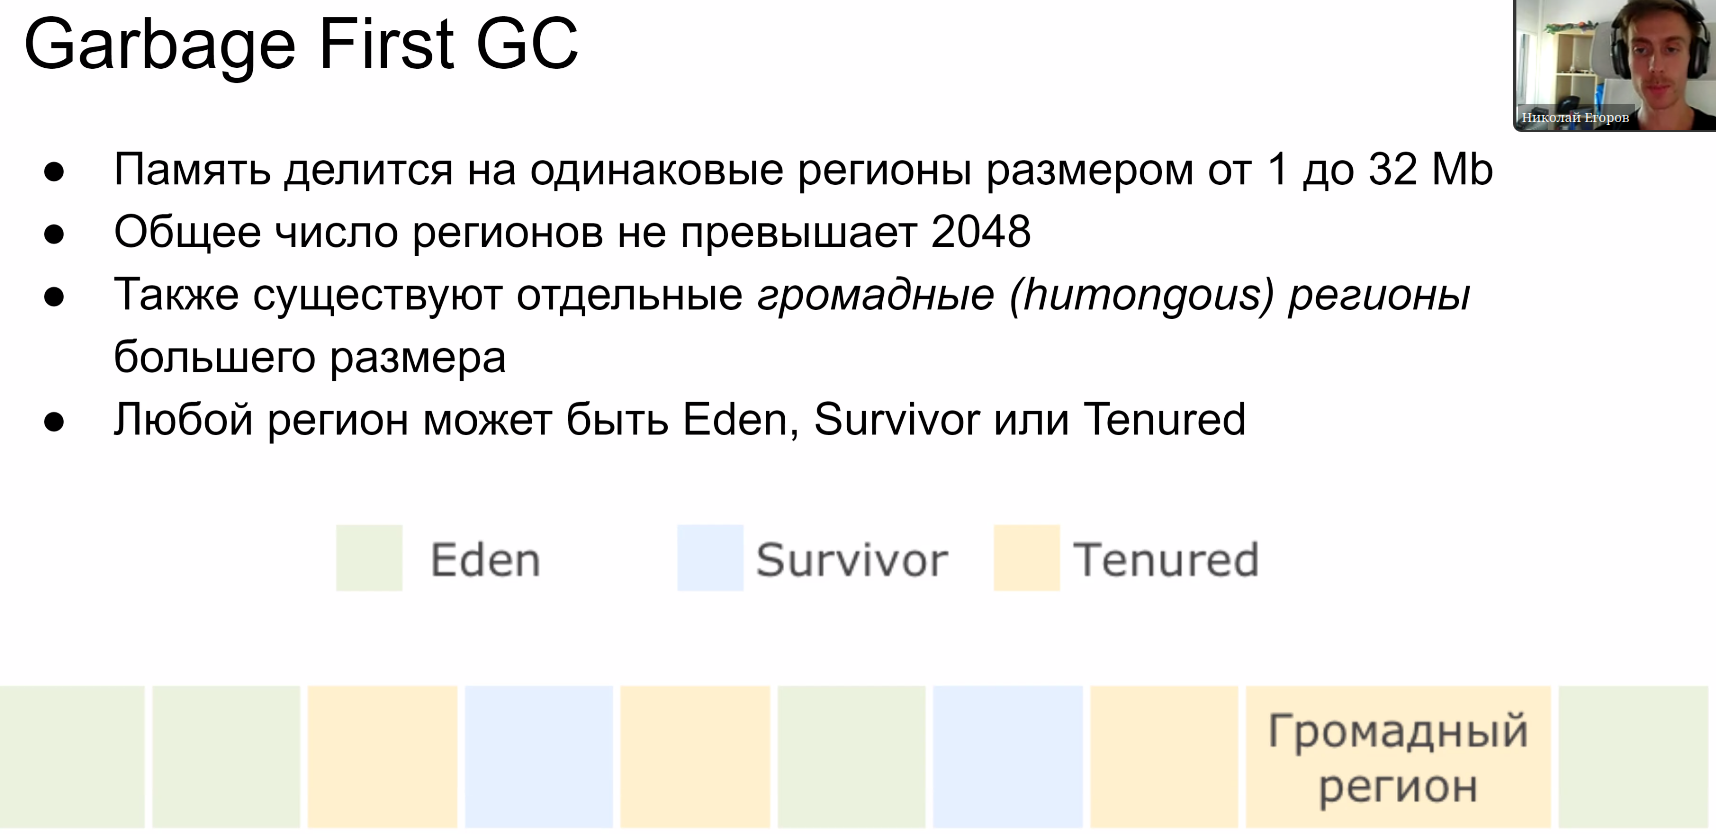 Garbage First GC
Николай Егоров
● Память делится на одинаковые регионы размером от 1 до 32 Mb
● Общее число регионов не превышает 2048
● Также существуют отдельные громадные (humongous) регионы
большего размера
● Любой регион может быть Eden, Survivor или Tenured
Eden Survivor Tenured
Громадный
регион